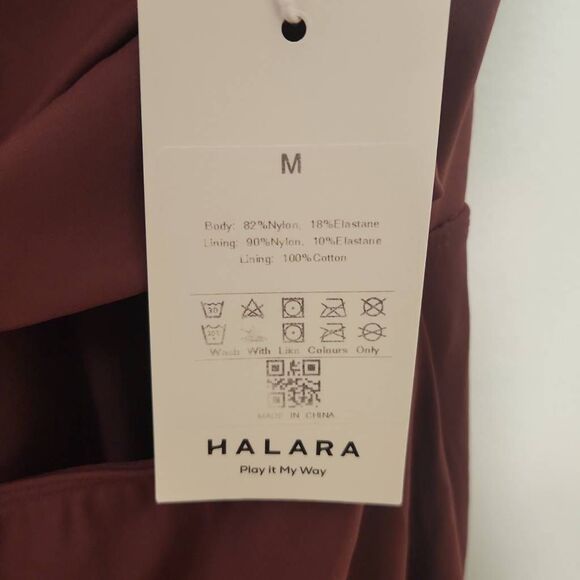 M
Body: 82%Nylon, 18%Elastane
Lining: 90%Nylon, 10%Elastane
Lining: 100%Cotton
30
Wash With Like Colours Only
MADE IN CHINA
HALARA
Play it My Way